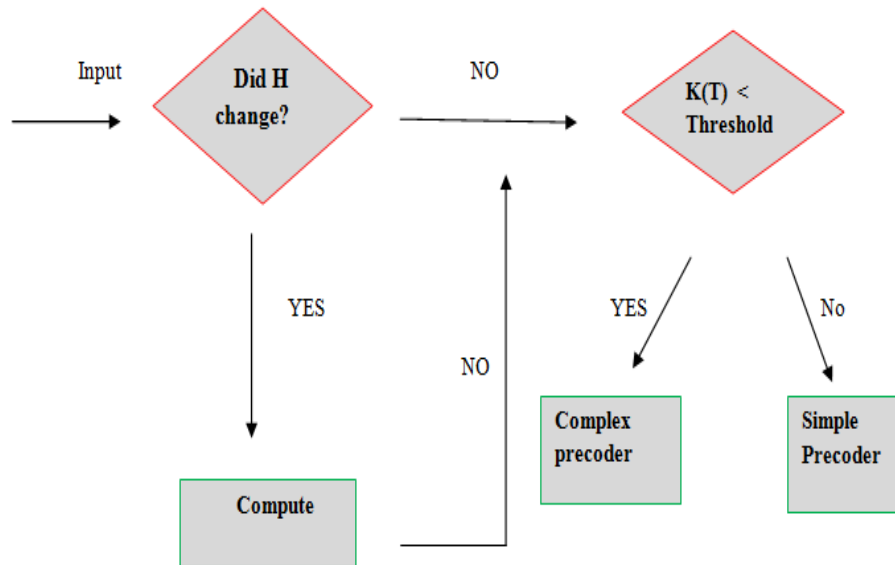 Input
Did H
change?
NO
K(T) <
Threshold
YES
NO
YES
No
Compute
Complex
precoder
Simple
Precoder